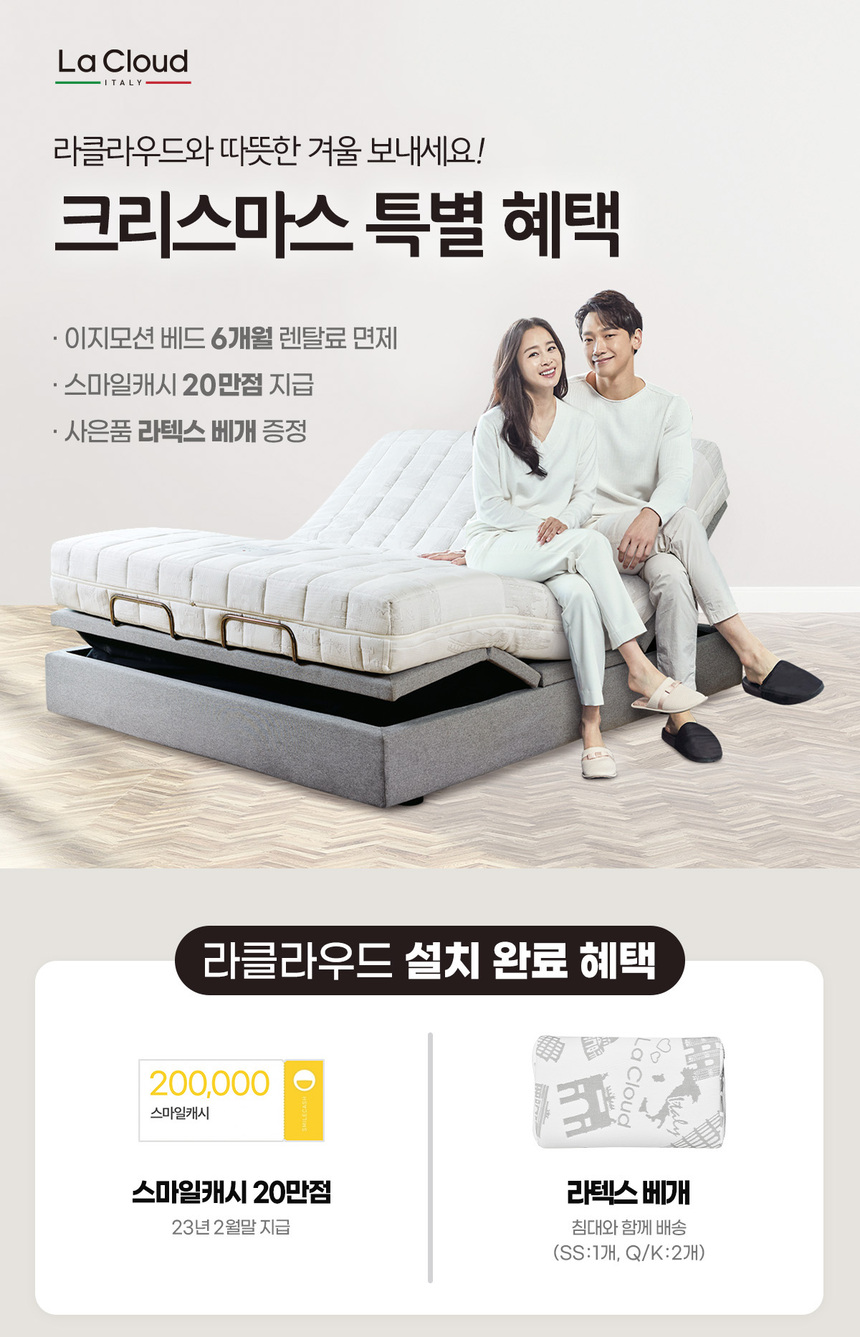 La Cloud
ITALY
라클라우드와 따뜻한 겨울 보내세요!
크리스마스 특별 혜택
· 이지모션 베드 6개월 렌탈료 면제
· 스마일캐시 20만점 지급
· 사은품 라텍스 베개 증정
라클라우드 설치 완료 혜택
200,000
스마일캐시
SMILE CASH
스마일캐시 20만점
23년 2월말 지급
La Cloud
Italy
라텍스 베개
침대와 함께 배송
(SS:1개, Q/K:2개)